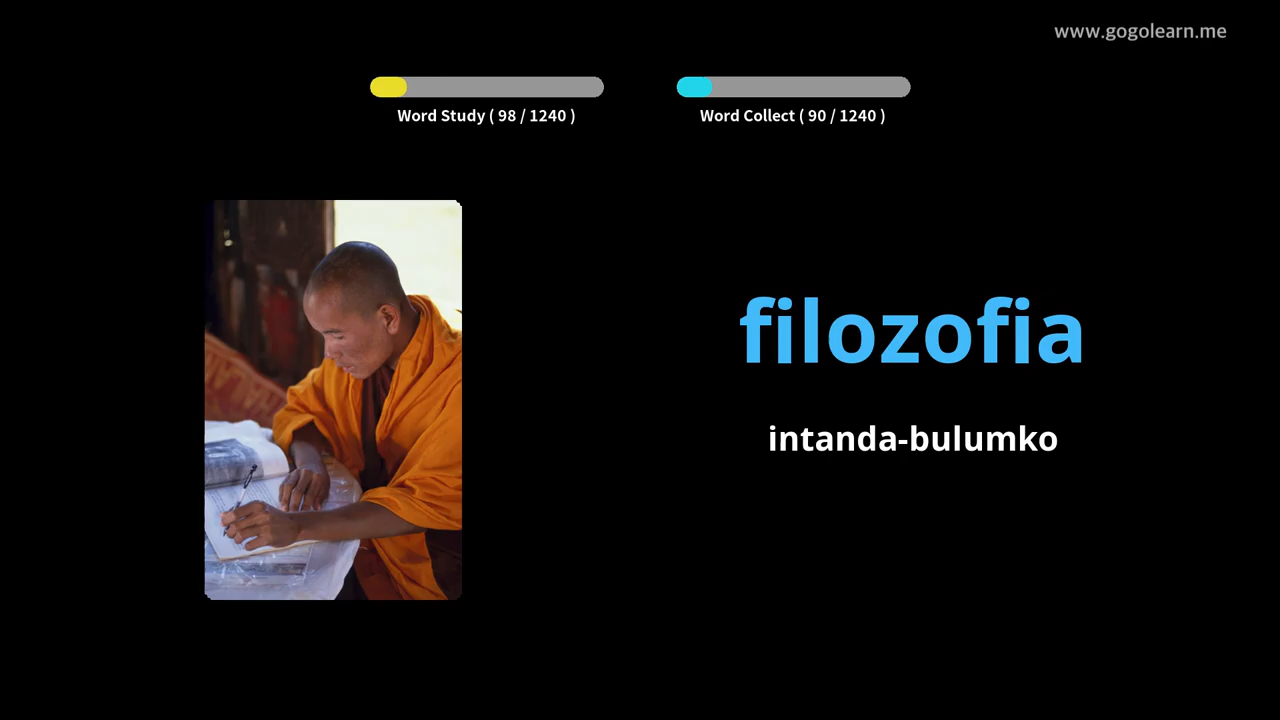 www.gogolearn.me
Word Study ( 98 / 1240 )
Word Collect ( 90 / 1240 )
filozofia
intanda-bulumko